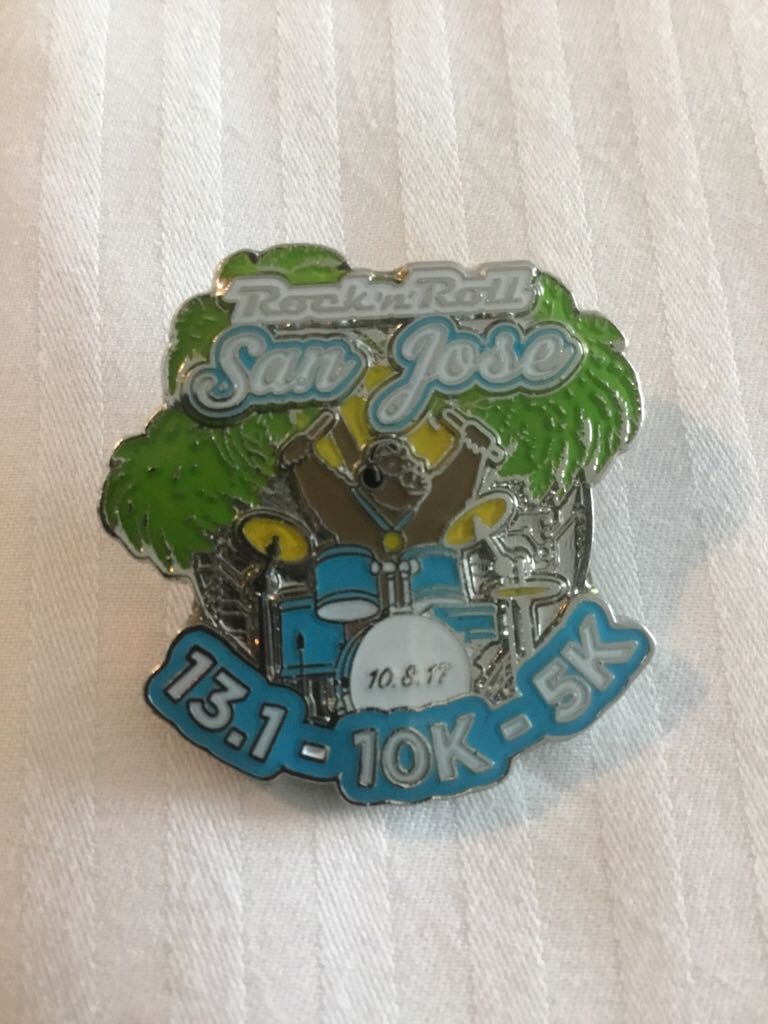 Rock'n'Roll
San Jose
10.8.17
13.1 - 10K - 5K